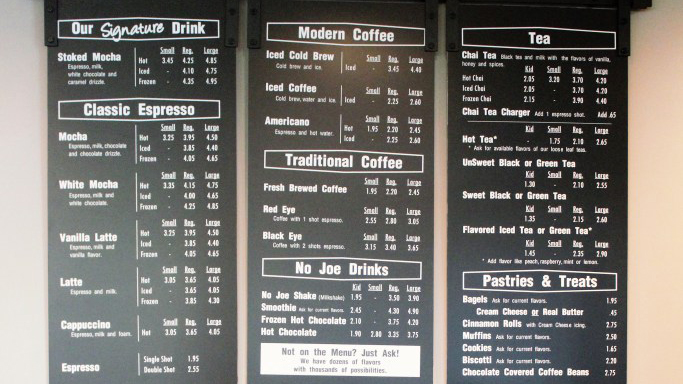 Our Signature Drink
Small Reg. Large
Stoked Mocha Hot 3.45 4.25 4.85
Espresso, milk,
white chocolate and
caramel drizzle.
Iced - 4.10 4.75
Frozen - 4.35 4.95
Classic Espresso
Small Reg. Large
Mocha Hot 3.25 3.95 4.50
Espresso, milk, chocolate
and chocolate drizzle.
Iced - 3.85 4.40
Frozen - 4.05 4.65
Small Reg. Large
White Mocha Hot 3.35 4.15 4.75
Espresso, milk and
white chocolate.
Iced - 4.00 4.65
Frozen - 4.25 4.85
Small Reg. Large
Vanilla Latte Hot 3.25 3.95 4.50
Espresso, milk and
vanilla flavor.
Iced - 3.85 4.40
Frozen - 4.05 4.65
Small Reg. Large
Latte Hot 3.05 3.65 4.05
Espresso and milk.
Iced - 3.65 4.05
Frozen - 3.85 4.30
Small Reg. Large
Cappuccino
Espresso, milk, and foam.
Hot 3.05 3.65 4.05
Espresso
Single Shot 1.95
Double Shot 2.55
Modern Coffee
Iced Cold Brew Small Reg. Large
Cold brew and ice. Iced - 3.45 4.40
Iced Coffee Small Reg. Large
Cold brew, water and ice. Iced - 2.25 2.60
Small Reg. Large
Americano Hot 1.95 2.20 2.45
Espresso and hot water. Iced - 2.25 2.60
Traditional Coffee
Small Reg. Large
Fresh Brewed Coffee 1.95 2.20 2.45
Red Eye Small Reg. Large
Coffee with 1 shot espresso. 2.55 2.80 3.05
Black Eye Small Reg. Large
Coffee with 2 shots espresso. 3.15 3.40 3.65
No Joe Drinks
Kid Small Reg. Large
No Joe Shake (Milkshake) 1.95 - 3.50 3.90
Smoothie Ask for current flavors. 2.45 - 4.30 4.90
Frozen Hot Chocolate 2.10 - 3.75 4.20
Hot Chocolate 1.90 2.80 3.25 3.75
Not on the Menu? Just Ask!
We have dozens of flavors
with thousands of possibilities.
Tea
Chai Tea Black tea and milk with the flavors of vanilla,
honey and spices.
Kid Small Reg. Large
Hot Chai 2.05 3.20 3.70 4.20
Iced Chai 2.05 - 3.70 4.20
Frozen Chai 2.15 - 3.90 4.40
Chai Tea Charger Add 1 espresso shot. Add .65
Kid Small Reg. Large
Hot Tea* - 1.75 2.10 2.65
* Ask for available flavors of our loose leaf teas.
UnSweet Black or Green Tea
Kid Small Reg. Large
1.30 - 2.10 2.55
Sweet Black or Green Tea
Kid Small Reg. Large
1.35 - 2.15 2.60
Flavored Iced Tea or Green Tea*
Kid Small Reg. Large
1.45 - 2.35 2.90
* Add flavor like peach, raspberry, mint or lemon.
Pastries & Treats
Bagels Ask for current flavors. 1.95
Cream Cheese or Real Butter .45
Cinnamon Rolls with Cream Cheese icing. 2.75
Muffins Ask for current flavors. 2.50
Cookies Ask for current flavors. 1.65
Biscotti Ask for current flavors. 2.20
Chocolate Covered Coffee Beans 2.75